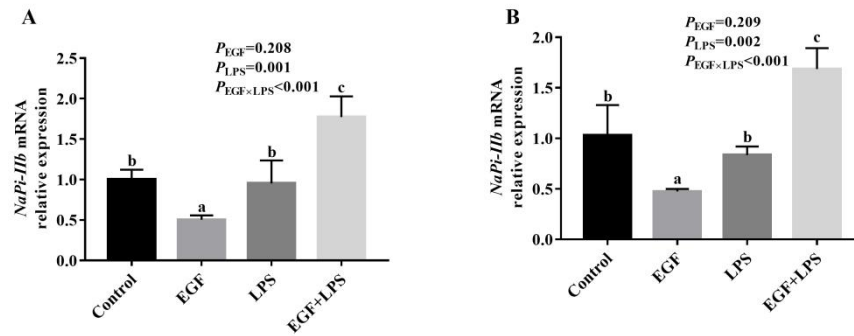 A
P_EGF=0.208
P_LPS=0.001
P_EGF×LPS<0.001
NaPi-IIb mRNA
relative expression
2.5
2.0
1.5
1.0
0.5
0.0
b
a
b
c
Control
EGF
LPS
EGF+LPS
B
P_EGF=0.209
P_LPS=0.002
P_EGF×LPS<0.001
NaPi-IIb mRNA
relative expression
2.0
1.5
1.0
0.5
0.0
b
a
b
c
Control
EGF
LPS
EGF+LPS